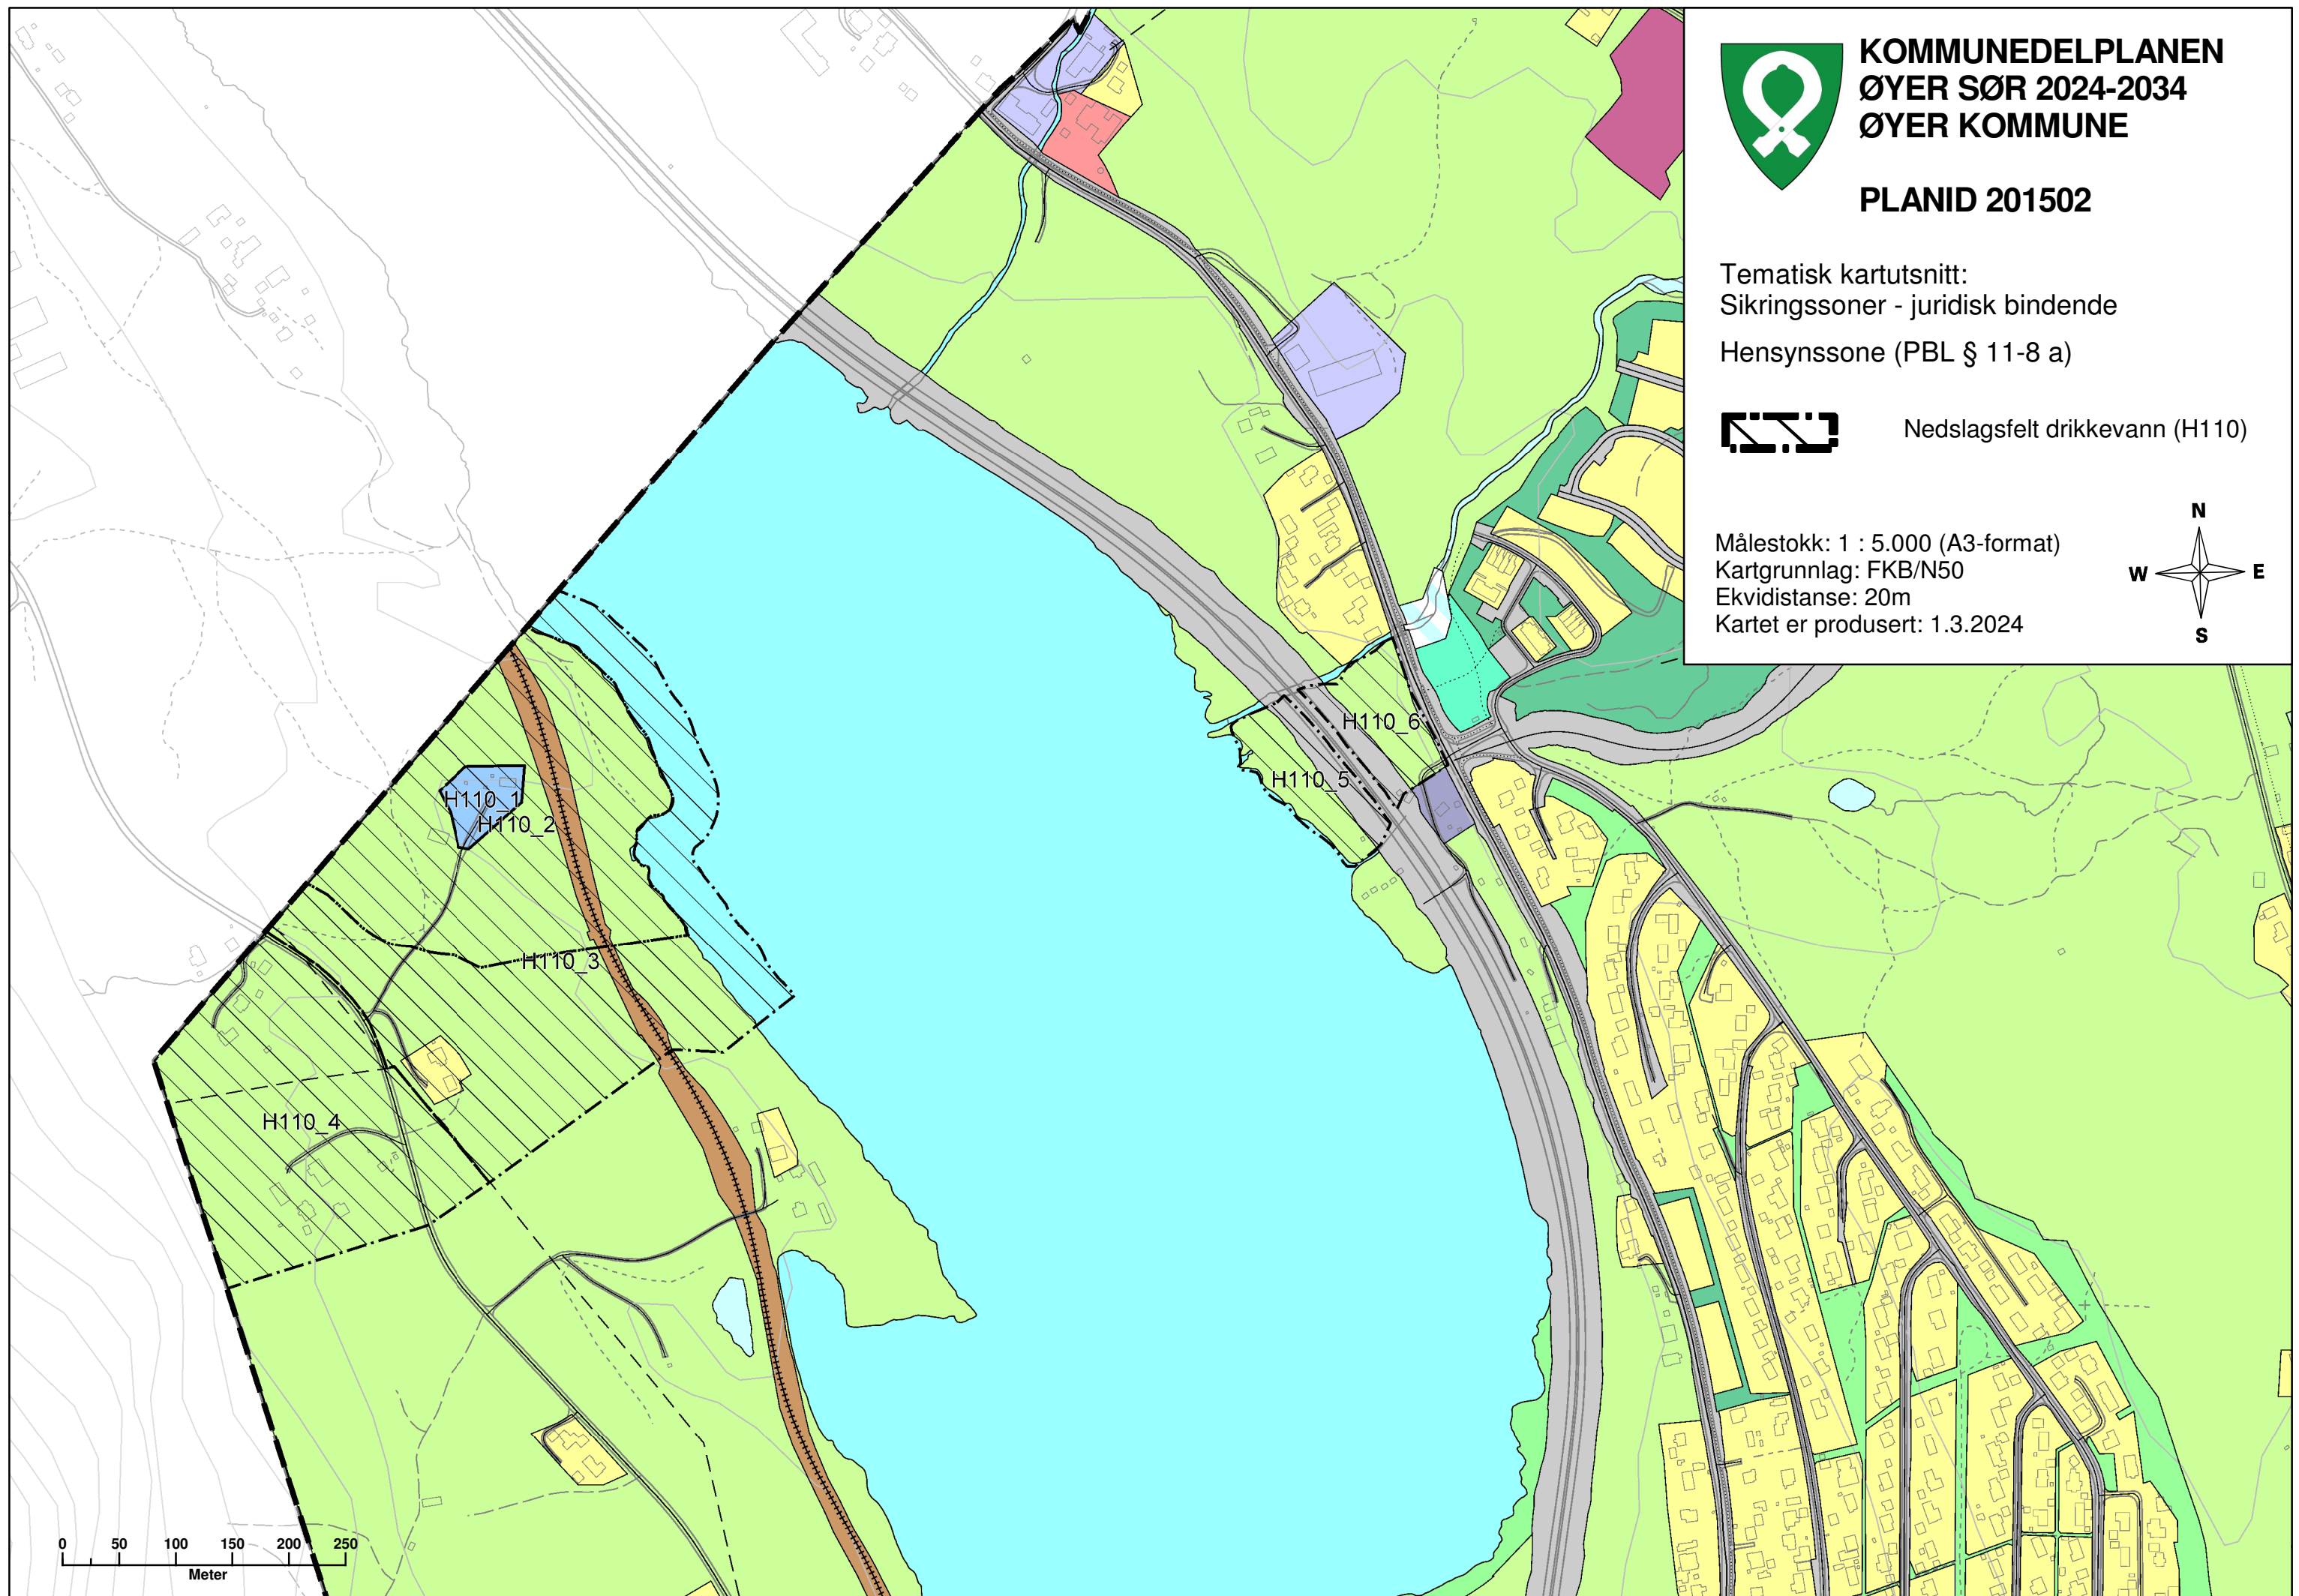 KOMMUNEDELPLANEN
ØYER SØR 2024-2034
ØYER KOMMUNE
PLANID 201502
Tematisk kartutsnitt:
Sikringssoner - juridisk bindende
Hensynssone (PBL § 11-8 a)
Nedslagsfelt drikkevann (H110)
Målestokk: 1 : 5.000 (A3-format)
Kartgrunnlag: FKB/N50
Ekvidistanse: 20m
Kartet er produsert: 1.3.2024
N
W E
S
H110_6
H110_5
H110_1
H110_2
H110_3
H110_4
0 50 100 150 200 250
Meter